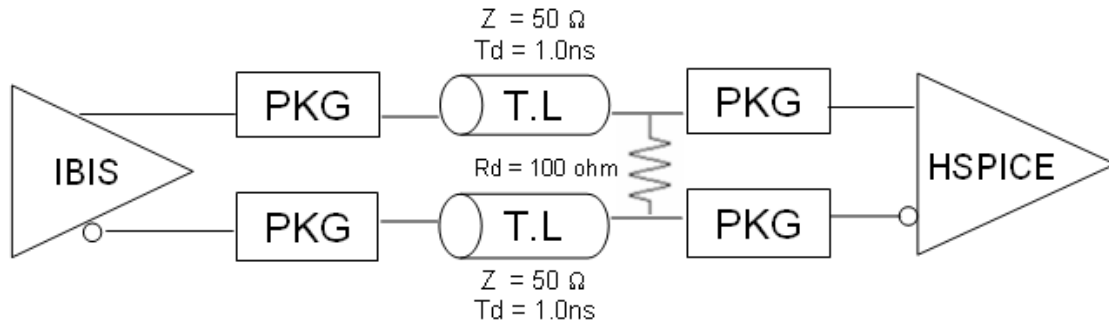 Z = 50 Ω
Td = 1.0ns
PKG
T.L
PKG
IBIS
Rd = 100 ohm
HSPICE
PKG
T.L
PKG
Z = 50 Ω
Td = 1.0ns